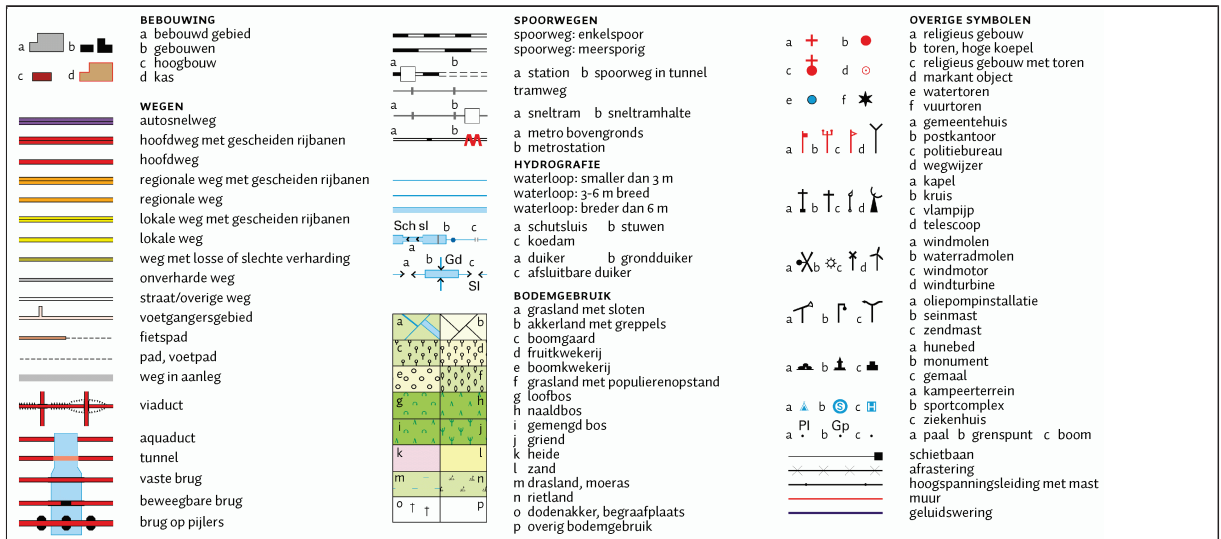 BEBOUWING
a bebouwd gebied
b gebouwen
c hoogbouw
d kas
a b
c d
WEGEN
autosnelweg
hoofdweg met gescheiden rijbanen
hoofdweg
regionale weg met gescheiden rijbanen
regionale weg
lokale weg met gescheiden rijbanen
lokale weg
weg met losse of slechte verharding
onverharde weg
straat/overige weg
voetgangersgebied
fietspad
pad, voetpad
weg in aanleg
viaduct
aquaduct
tunnel
vaste brug
beweegbare brug
brug op pijlers
SPOORWEGEN
spoorweg: enkelspoor
spoorweg: meersporig
a b
a station b spoorweg in tunnel
tramweg
a b
a sneltram b sneltramhalte
a b
a metro bovengronds
b metrostation
HYDROGRAFIE
waterloop: smaller dan 3 m
waterloop: 3-6 m breed
waterloop: breder dan 6 m
Sch sl b c
a
a schutsluis b stuwen
c koedam
a b Gd c
Sl
a duiker b grondduiker
c afsluitbare duiker
BODEMGEBRUIK
a grasland met sloten
b akkerland met greppels
c boomgaard
d fruitkwekerij
e boomkwekerij
f grasland met populierenopstand
g loofbos
h naaldbos
i gemengd bos
j griend
k heide
l zand
m drasland, moeras
n rietland
o dodenakker, begraafplaats
p overig bodemgebruik
a b
c d
e f
g h
i j
k l
m n
o p
OVERIGE SYMBOLEN
a religieus gebouw
b toren, hoge koepel
c religieus gebouw met toren
d markant object
e watertoren
f vuurtoren
a b
c d
e f
a gemeentehuis
b postkantoor
c politiebureau
d wegwijzer
a b c d
a kapel
b kruis
c vlampijp
d telescoop
a b c d
a windmolen
b waterradmolen
c windmotor
d windturbine
a b c d
a oliepompinstallatie
b seinmast
c zendmast
a b c
a hunebed
b monument
c gemaal
a b c
a kampeerterrein
b sportcomplex
c ziekenhuis
a b S c H
Pl Gp
a b c
a paal b grenspunt c boom
schietbaan
afrastering
hoogspanningsleiding met mast
muur
geluidswering